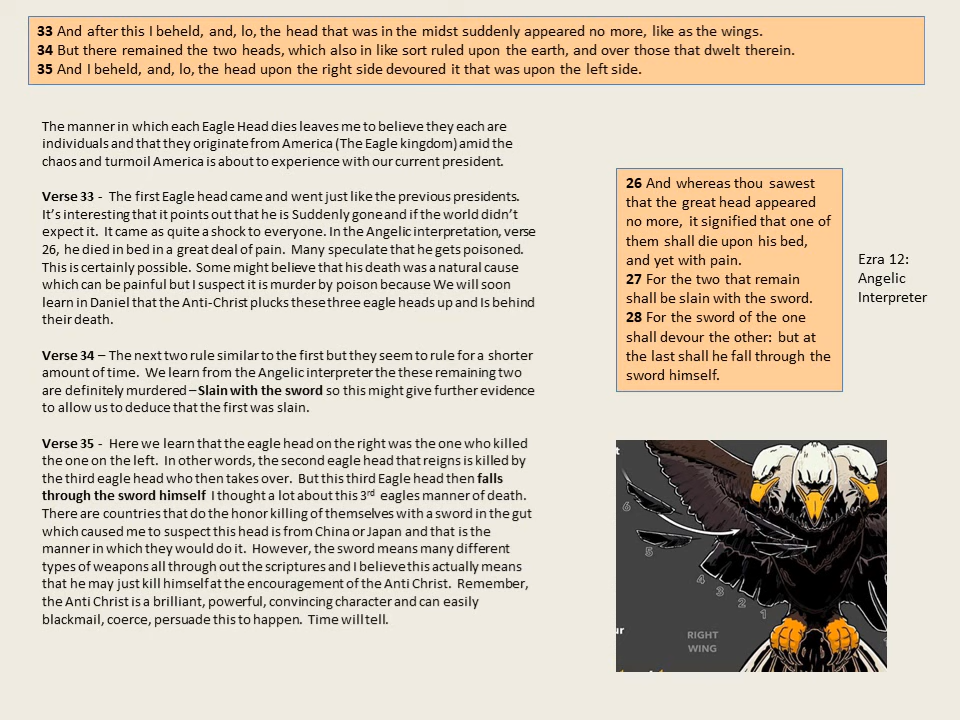 33 And after this I beheld, and, lo, the head that was in the midst suddenly appeared no more, like as the wings.
34 But there remained the two heads, which also in like sort ruled upon the earth, and over those that dwelt therein.
35 And I beheld, and, lo, the head upon the right side devoured it that was upon the left side.
The manner in which each Eagle Head dies leaves me to believe they each are
individuals and that they originate from America (The Eagle kingdom) amid the
chaos and turmoil America is about to experience with our current president.
Verse 33 - The first Eagle head came and went just like the previous presidents.
It's interesting that it points out that he is Suddenly gone and if the world didn't
expect it. It came as quite a shock to everyone. In the Angelic interpretation, verse
26, he died in bed in a great deal of pain. Many speculate that he gets poisoned.
This is certainly possible. Some might believe that his death was a natural cause
which can be painful but I suspect it is murder by poison because We will soon
learn in Daniel that the Anti-Christ plucks these three eagle heads up and Is behind
their death.
Verse 34 – The next two rule similar to the first but they seem to rule for a shorter
amount of time. We learn from the Angelic interpreter the these remaining two
are definitely murdered – Slain with the sword so this might give further evidence
to allow us to deduce that the first was slain.
Verse 35 - Here we learn that the eagle head on the right was the one who killed
the one on the left. In other words, the second eagle head that reigns is killed by
the third eagle head who then takes over. But this third Eagle head then falls
through the sword himself I thought a lot about this 3rd eagles manner of death.
There are countries that do the honor killing of themselves with a sword in the gut
which caused me to suspect this head is from China or Japan and that is the
manner in which they would do it. However, the sword means many different
types of weapons all through out the scriptures and I believe this actually means
that he may just kill himself at the encouragement of the Anti Christ. Remember,
the Anti Christ is a brilliant, powerful, convincing character and can easily
blackmail, coerce, persuade this to happen. Time will tell.
26 And whereas thou sawest
that the great head appeared
no more, it signified that one of
them shall die upon his bed,
and yet with pain.
27 For the two that remain
shall be slain with the sword.
28 For the sword of the one
shall devour the other: but at
the last shall he fall through the
sword himself.
Ezra 12:
Angelic
Interpreter
t
6
5
4
3
2
1
ur
RIGHT
WING